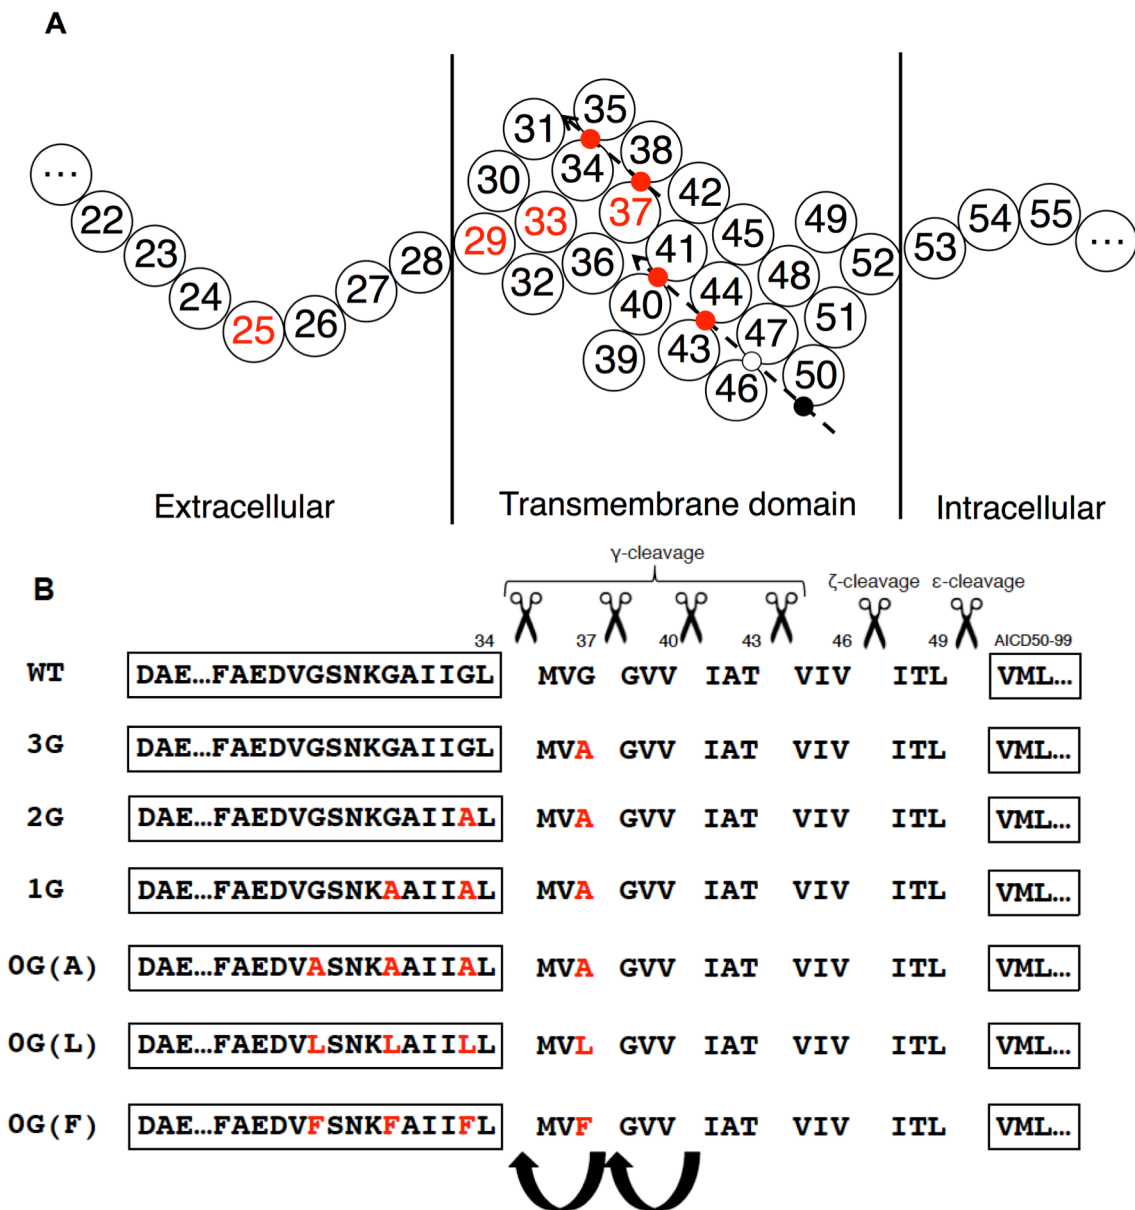 A
35
31
38
34
30
42
...
49
55
54
37
33
22
45
29
41
53
...
23
28
36
52
48
32
27
44
24
40
51
26
25
47
43
39
50
46
Extracellular
Transmembrane domain
Intracellular
γ-cleavage
B
ζ-cleavage ε-cleavage
34 37 40 43 46 49 AICD50-99
WT DAE...FAEDVGSNKGAIIGL MVG GVV IAT VIV ITL VML...
3G DAE...FAEDVGSNKGAIIGL MVA GVV IAT VIV ITL VML...
2G DAE...FAEDVGSNKGAIIAL MVA GVV IAT VIV ITL VML...
1G DAE...FAEDVGSNKAAIIAL MVA GVV IAT VIV ITL VML...
0G(A) DAE...FAEDVASNKAAIIAL MVA GVV IAT VIV ITL VML...
0G(L) DAE...FAEDVLSNKLAIILL MVL GVV IAT VIV ITL VML...
0G(F) DAE...FAEDVFSNKFAIIFL MVF GVV IAT VIV ITL VML...